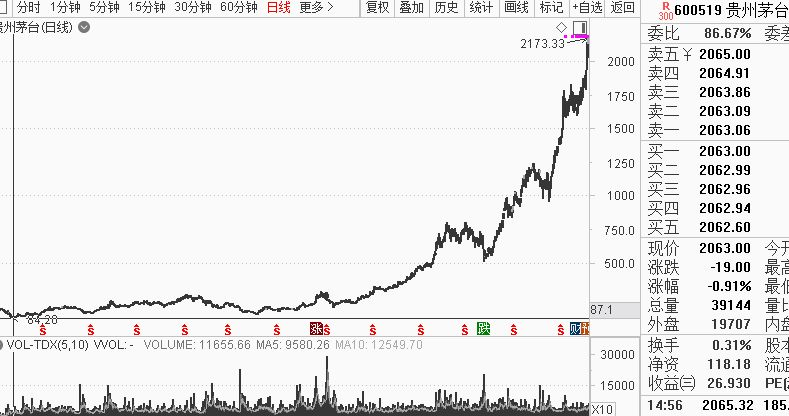 分时 1分钟 5分钟 15分钟 30分钟 60分钟 日线 更多 > 复权 叠加 历史 统计 画线 标记 +自选 返回
贵州茅台(日线)
2173.33
2000
1750
1500
1250
1000
750.0
500.0
87.1
84.20
S S S S S S 涨 S S S S 跌 S S 财
VOL-TDX(5,10) VVOL: - VOLUME: 11655.66 MA5: 9580.26 MA10: 12549.70
30000
15000
X10
R
300
600519 贵州茅台
委比 86.67% 委差
卖五 ¥ 2065.00
卖四 2064.91
卖三 2063.86
卖二 2063.09
卖一 2063.06
买一 2063.00
买二 2062.99
买三 2062.96
买四 2062.94
买五 2062.60
现价 2063.00 今开
涨跌 -19.00 最高
涨幅 -0.91% 最低
总量 39144 量比
外盘 19707 内盘
换手 0.31% 股本
净资 118.18 流通
收益㈢ 26.930 PE(
14:56 2065.32 185